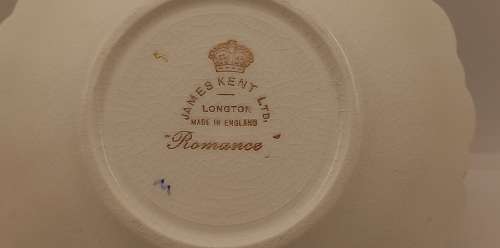 JAMES KENT LTD.
LONGTON
MADE IN ENGLAND
"Romance"